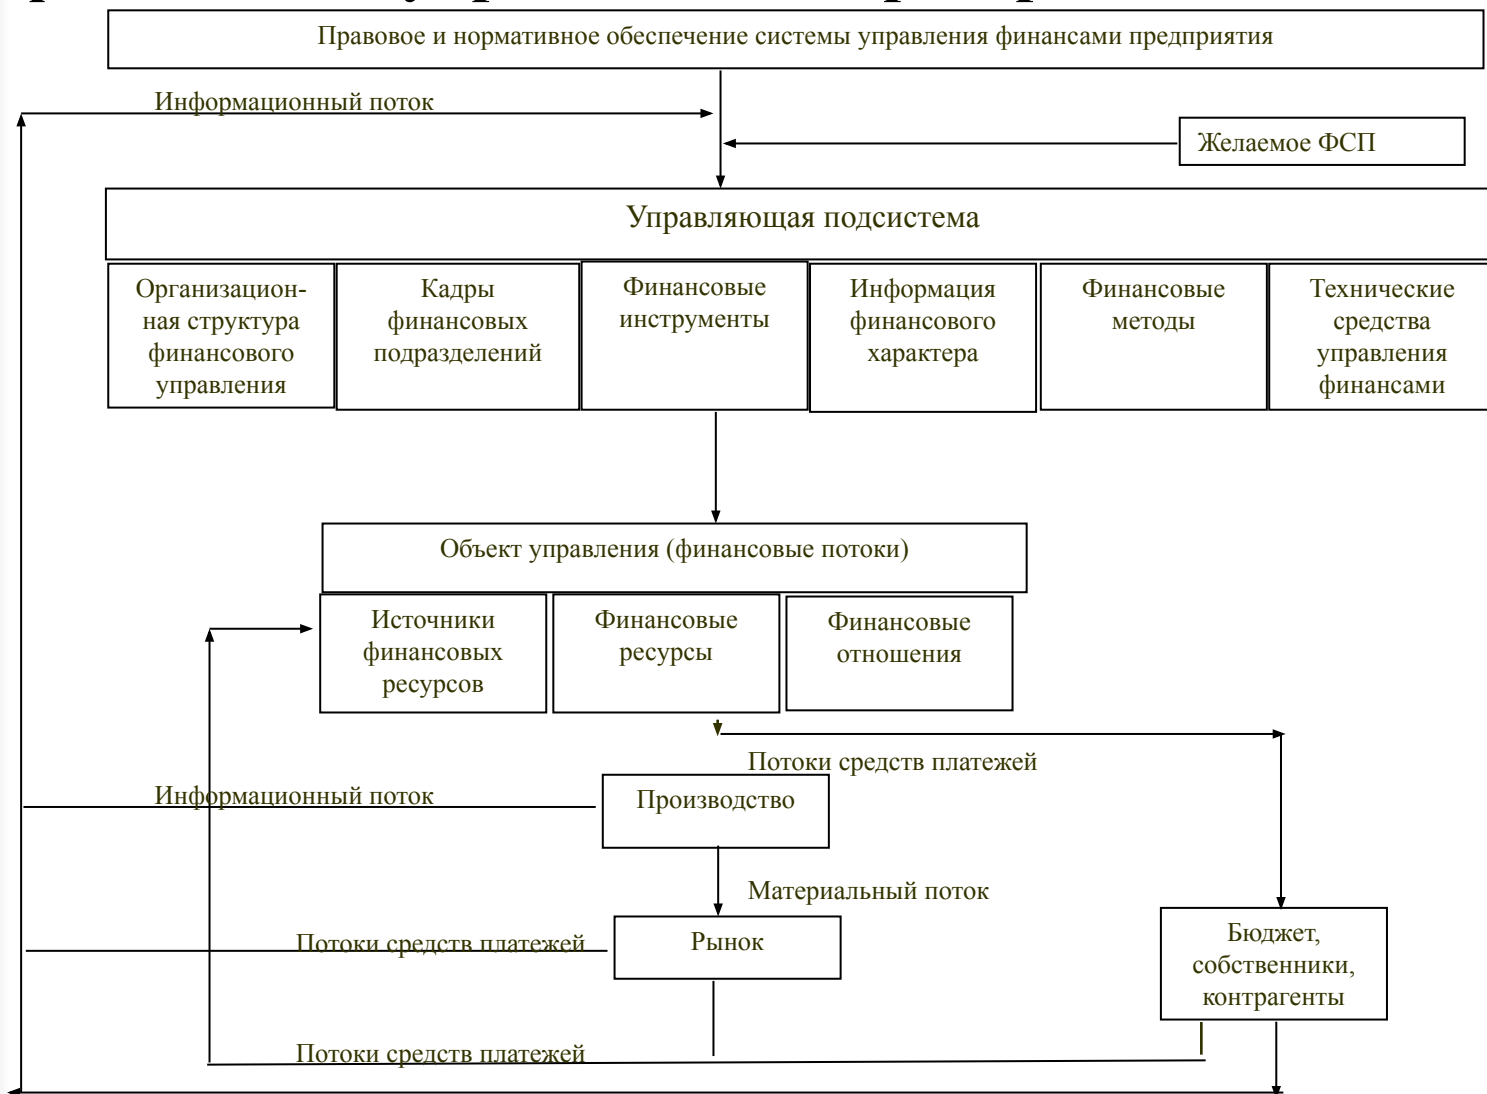 Правовое и нормативное обеспечение системы управления финансами предприятия
Информационный поток
Желаемое ФСП
Управляющая подсистема
Организацион-
ная структура
финансового
управления
Кадры
финансовых
подразделений
Финансовые
инструменты
Информация
финансового
характера
Финансовые
методы
Технические
средства
управления
финансами
Объект управления (финансовые потоки)
Источники
финансовых
ресурсов
Финансовые
ресурсы
Финансовые
отношения
Потоки средств платежей
Информационный поток
Производство
Материальный поток
Потоки средств платежей
Рынок
Бюджет,
собственники,
контрагенты
Потоки средств платежей